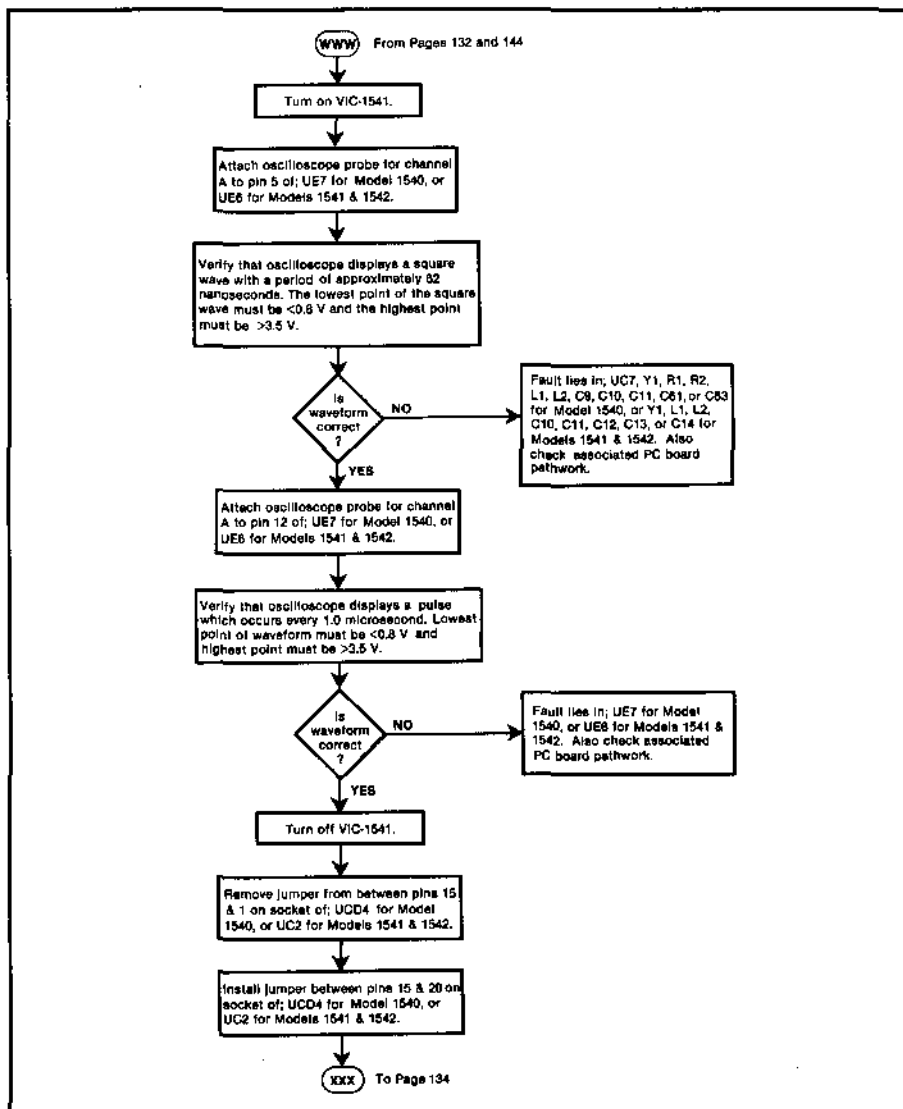 WWW From Pages 132 and 144
Turn on VIC-1541.
Attach oscilloscope probe for channel
A to pin 5 of; UE7 for Model 1540, or
UE6 for Models 1541 & 1542.
Verify that oscilloscope displays a square
wave with a period of approximately 62
nanoseconds. The lowest point of the square
wave must be <0.8 V and the highest point
must be >3.5 V.
Is
waveform
correct
?
NO
Fault lies in; UC7, Y1, R1, R2,
L1, L2, C9, C10, C11, C61, or C63
for Model 1540, or Y1, L1, L2,
C10, C11, C12, C13, or C14 for
Models 1541 & 1542. Also
check associated PC board
pathwork.
YES
Attach oscilloscope probe for channel
A to pin 12 of; UE7 for Model 1540, or
UE6 for Models 1541 & 1542.
Verify that oscilloscope displays a pulse
which occurs every 1.0 microsecond. Lowest
point of waveform must be <0.8 V and
highest point must be >3.5 V.
Is
waveform
correct
?
NO
Fault lies in; UE7 for Model
1540, or UE6 for Models 1541 &
1542. Also check associated
PC board pathwork.
YES
Turn off VIC-1541.
Remove jumper from between pins 15
& 1 on socket of; UCD4 for Model
1540, or UC2 for Models 1541 & 1542.
Install jumper between pins 15 & 20 on
socket of; UCD4 for Model 1540, or
UC2 for Models 1541 & 1542.
XXX To Page 134